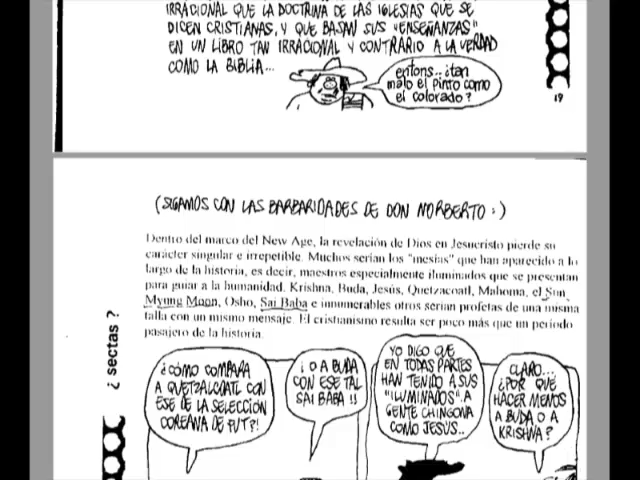 IRRACIONAL QUE LA DOCTRINA DE LAS IGLESIAS QUE SE
DICEN CRISTIANAS, Y QUE BASAN SUS "ENSEÑANZAS"
EN UN LIBRO TAN IRRACIONAL Y CONTRARIO A LA VERDAD
COMO LA BIBLIA...
entons.. ¿tan
malo el pinto como
el colorado?
19
(SIGAMOS CON LAS BARBARIDADES DE DON NORBERTO:)
Dentro del marco del New Age, la revelación de Dios en Jesucristo pierde su
carácter singular e irrepetible. Muchos serían los "mesías" que han aparecido a lo
largo de la historia, es decir, maestros especialmente iluminados que se presentan
para guiar a la humanidad. Krishna, Buda, Jesús, Quetzacoatl, Mahoma, el Sun
Myung Moon, Osho, Sai Baba e innumerables otros serían profetas de una misma
talla con un mismo mensaje. El cristianismo resulta ser poco más que un periodo
pasajero de la historia.
¿sectas?
¿CÓMO COMPARA
A QUETZALCOATL CON
ESE DE LA SELECCIÓN
COREANA DE FUT?!
¡O A BUDA
CON ESE TAL
SAI BABA!!
YO DIGO QUE
EN TODAS PARTES
HAN TENIDO A SUS
"ILUMINADOS" A
GENTE CHINGONA
COMO JESUS..
CLARO...
¿POR QUÉ
HACER MENOS
A BUDA O A
KRISHNA?